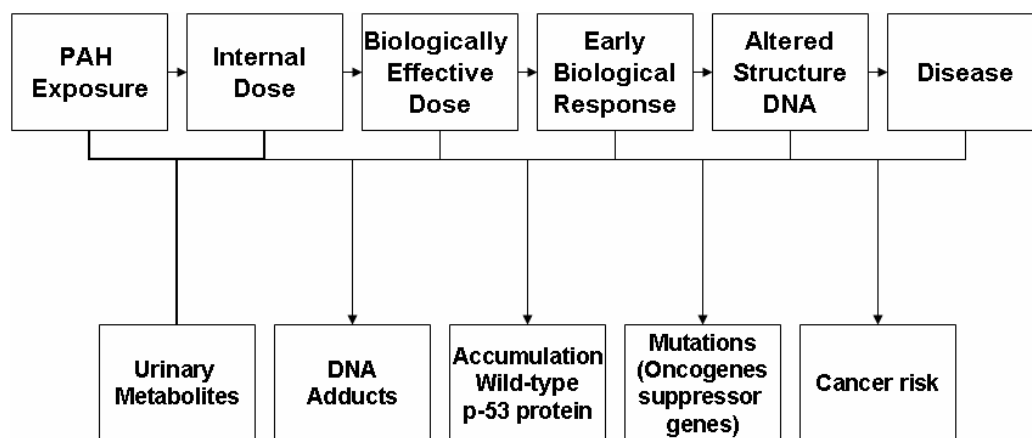 PAH
Exposure
Internal
Dose
Biologically
Effective
Dose
Early
Biological
Response
Altered
Structure
DNA
Disease
Urinary
Metabolites
DNA
Adducts
Accumulation
Wild-type
p-53 protein
Mutations
(Oncogenes
suppressor
genes)
Cancer risk